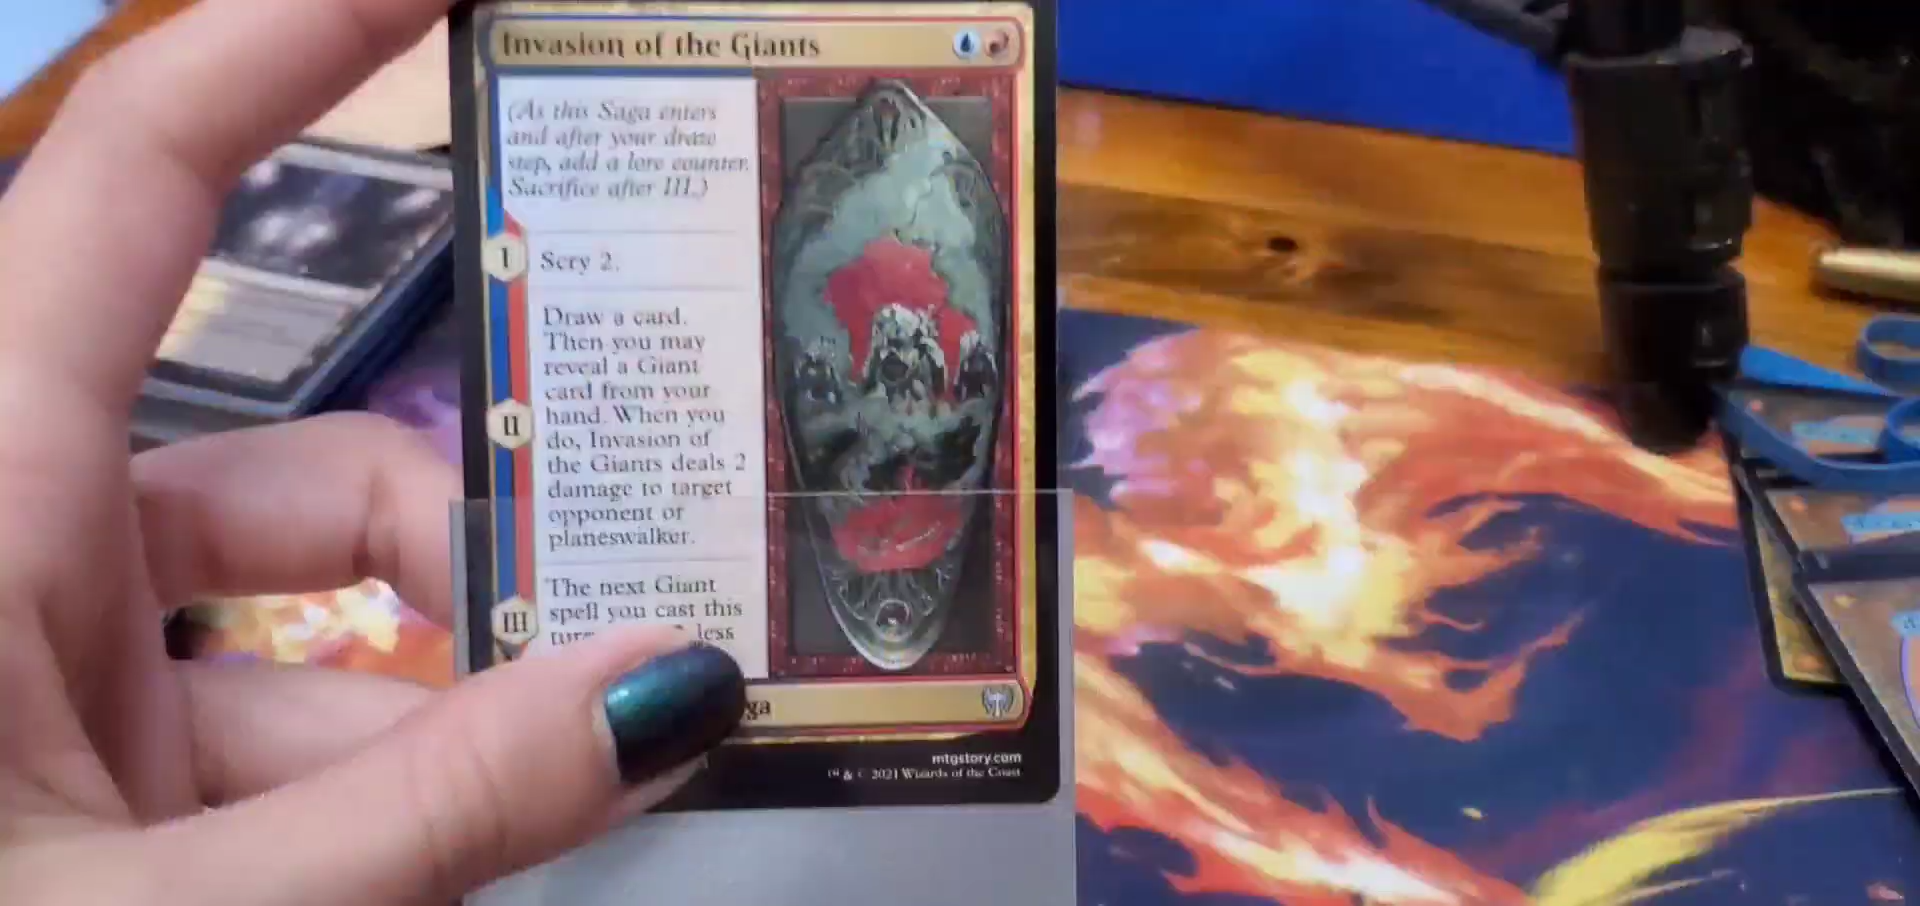 Invasion of the Giants
(As this Saga enters
and after your draw
step, add a lore counter.
Sacrifice after III.)
I
Scry 2.
Draw a card.
Then you may
reveal a Giant
card from your
hand. When you
II
do, Invasion of
the Giants deals 2
damage to target
opponent or
planeswalker.
The next Giant
spell you cast this
III
less
mtgstory.com
™ & © 2021 Wizards of the Coast